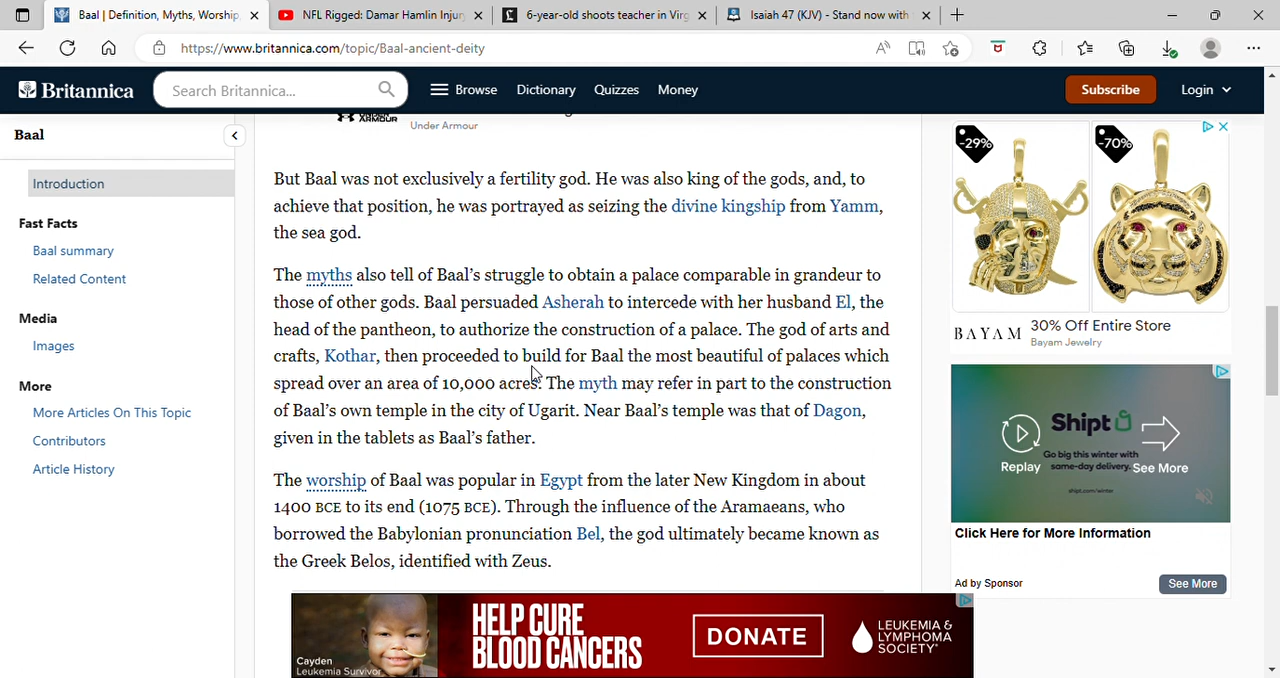 Baal | Definition, Myths, Worship,
NFL Rigged: Damar Hamlin Injur
6-year-old shoots teacher in Virg
Isaiah 47 (KJV) - Stand now with
https://www.britannica.com/topic/Baal-ancient-deity
Britannica
Search Britannica...
Browse
Dictionary
Quizzes
Money
Subscribe
Login
Baal
Introduction
Fast Facts
Baal summary
Related Content
Media
Images
More
More Articles On This Topic
Contributors
Article History
Under Armour
But Baal was not exclusively a fertility god. He was also king of the gods, and, to
achieve that position, he was portrayed as seizing the divine kingship from Yamm,
the sea god.
The myths also tell of Baal’s struggle to obtain a palace comparable in grandeur to
those of other gods. Baal persuaded Asherah to intercede with her husband El, the
head of the pantheon, to authorize the construction of a palace. The god of arts and
crafts, Kothar, then proceeded to build for Baal the most beautiful of palaces which
spread over an area of 10,000 acres. The myth may refer in part to the construction
of Baal’s own temple in the city of Ugarit. Near Baal’s temple was that of Dagon,
given in the tablets as Baal’s father.
The worship of Baal was popular in Egypt from the later New Kingdom in about
1400 BCE to its end (1075 BCE). Through the influence of the Aramaeans, who
borrowed the Babylonian pronunciation Bel, the god ultimately became known as
the Greek Belos, identified with Zeus.
-29%
-70%
BAYAM
30% Off Entire Store
Bayam Jewelry
Shipt
Go big this winter with
same-day delivery.
Replay
See More
shipt.com/winter
Click Here for More Information
Ad by Sponsor
See More
Cayden
Leukemia Survivor
HELP CURE
BLOOD CANCERS
DONATE
LEUKEMIA &
LYMPHOMA
SOCIETY